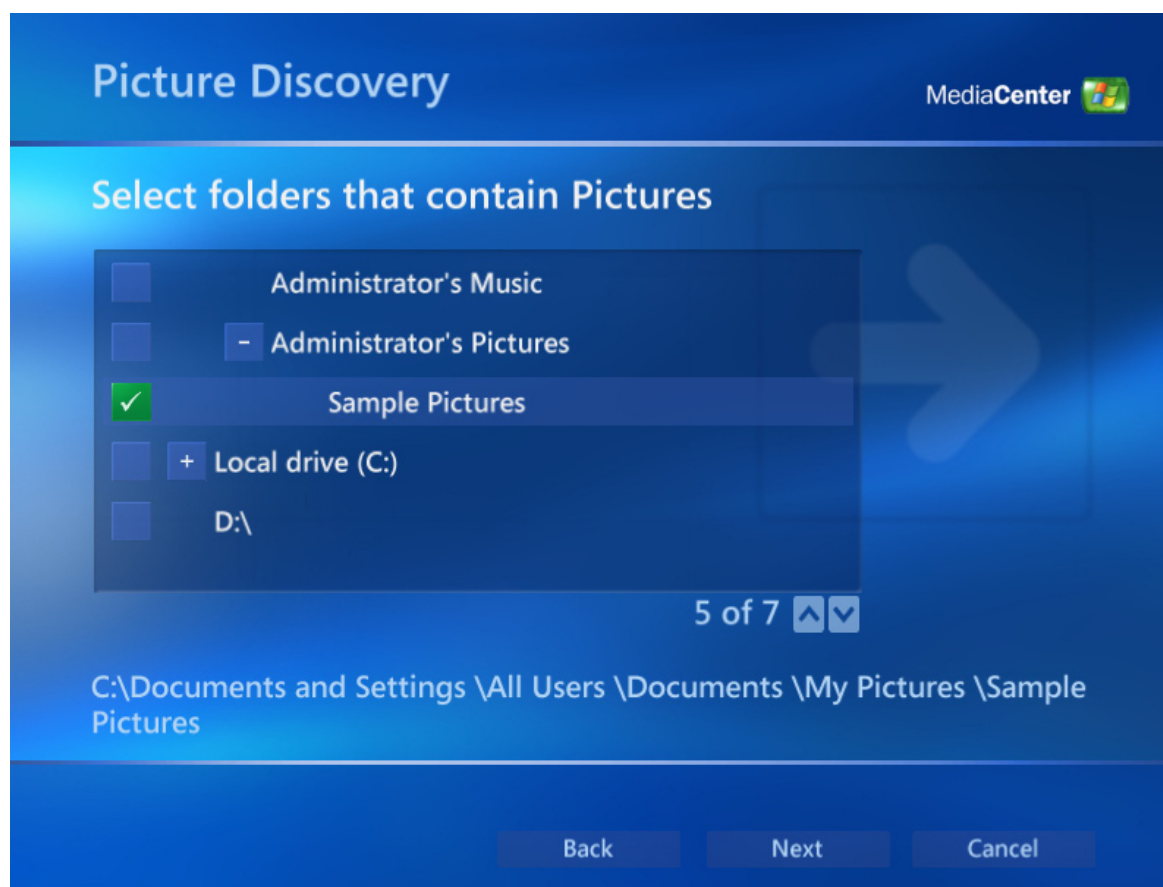 Picture Discovery
MediaCenter
Select folders that contain Pictures
Administrator's Music
- Administrator's Pictures
Sample Pictures
+ Local drive (C:)
D:\
5 of 7
C:\Documents and Settings \All Users \Documents \My Pictures \Sample
Pictures
Back Next Cancel